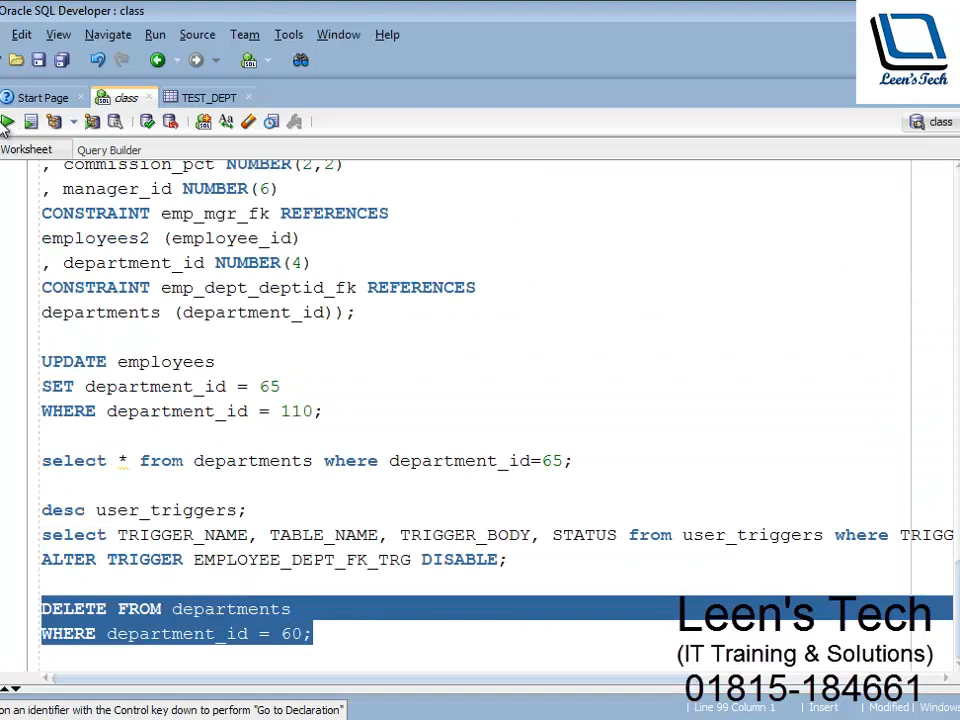 Oracle SQL Developer : class
Edit View Navigate Run Source Team Tools Window Help
Leen'sTech
Start Page class TEST_DEPT
class
Worksheet Query Builder
, commission_pct NUMBER(2,2)
, manager_id NUMBER(6)
CONSTRAINT emp_mgr_fk REFERENCES
employees2 (employee_id)
, department_id NUMBER(4)
CONSTRAINT emp_dept_deptid_fk REFERENCES
departments (department_id));
UPDATE employees
SET department_id = 65
WHERE department_id = 110;
select * from departments where department_id=65;
desc user_triggers;
select TRIGGER_NAME, TABLE_NAME, TRIGGER_BODY, STATUS from user_triggers where TRIGG
ALTER TRIGGER EMPLOYEE_DEPT_FK_TRG DISABLE;
DELETE FROM departments
WHERE department_id = 60;
Leen's Tech
(IT Training & Solutions)
01815-184661
on an identifier with the Control key down to perform "Go to Declaration"
Line 99 Column 1 Insert Modified Windows